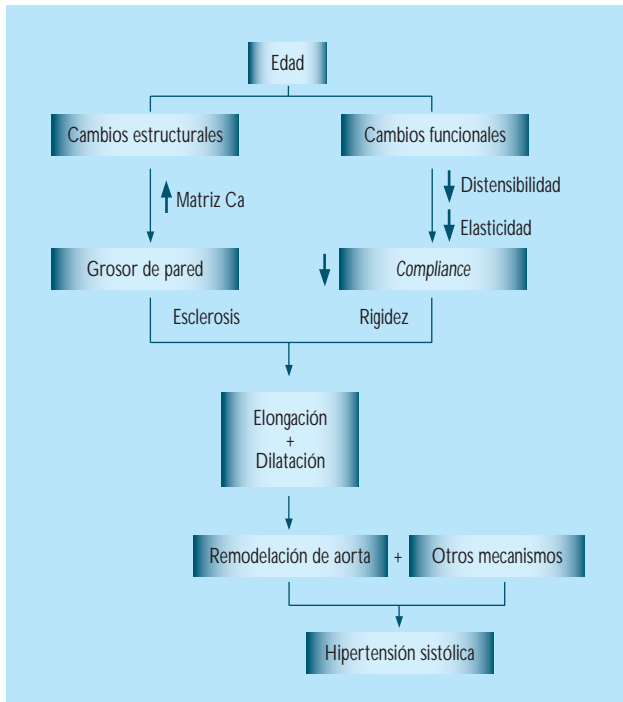 Edad
Cambios estructurales
Cambios funcionales
Matriz Ca
Distensibilidad
Elasticidad
Grosor de pared
Compliance
Esclerosis
Rigidez
Elongación
+
Dilatación
Remodelación de aorta + Otros mecanismos
Hipertensión sistólica